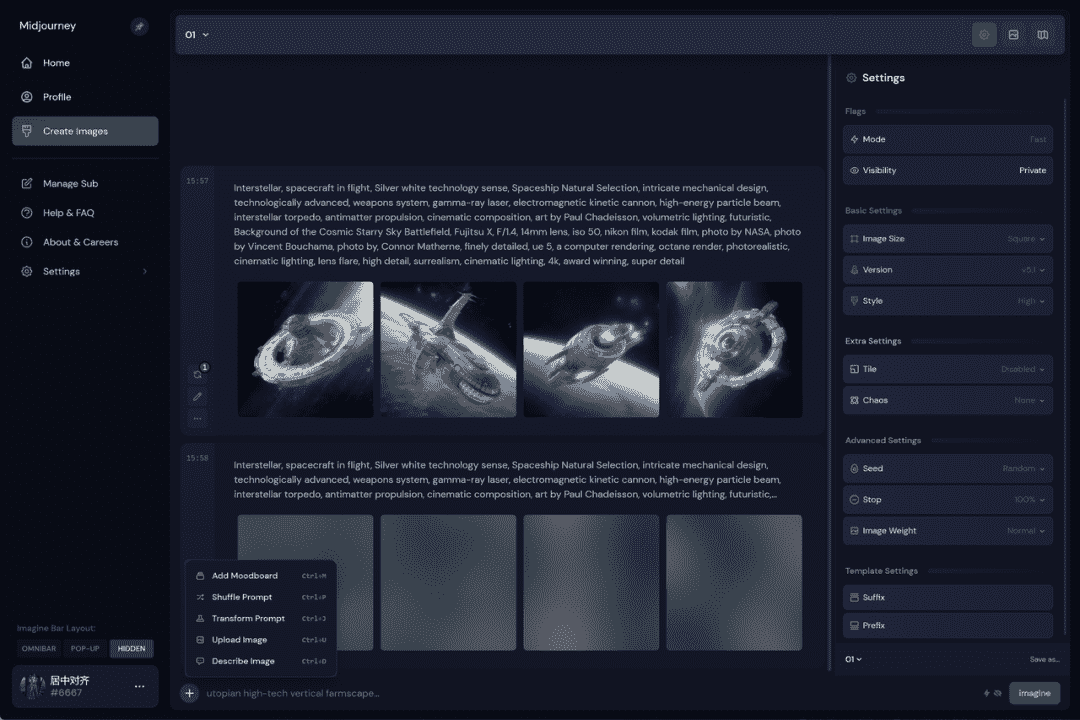 Midjourney
Home
Profile
Create Images
Manage Sub
Help & FAQ
About & Careers
Settings
Imagine Bar Layout:
OMNIBAR POP-UP HIDDEN
居中对齐
#6667
01
15:57
Interstellar, spacecraft in flight, Silver white technology sense, Spaceship Natural Selection, intricate mechanical design,
technologically advanced, weapons system, gamma-ray laser, electromagnetic kinetic cannon, high-energy particle beam,
interstellar torpedo, antimatter propulsion, cinematic composition, art by Paul Chadeisson, volumetric lighting, futuristic,
Background of the Cosmic Starry Sky Battlefield, Fujitsu X, F/1.4, 14mm lens, iso 50, nikon film, kodak film, photo by NASA, photo
by Vincent Bouchama, photo by, Connor Matherne, finely detailed, ue 5, a computer rendering, octane render, photorealistic,
cinematic lighting, lens flare, high detail, surrealism, cinematic lighting, 4k, award winning, super detail
1
15:58
Interstellar, spacecraft in flight, Silver white technology sense, Spaceship Natural Selection, intricate mechanical design,
technologically advanced, weapons system, gamma-ray laser, electromagnetic kinetic cannon, high-energy particle beam,
interstellar torpedo, antimatter propulsion, cinematic composition, art by Paul Chadeisson, volumetric lighting, futuristic,...
Add Moodboard Ctrl+M
Shuffle Prompt Ctrl+P
Transform Prompt Ctrl+J
Upload Image Ctrl+U
Describe Image Ctrl+D
utopian high-tech vertical farmscape...
imagine
Settings
Flags
Mode Fast
Visibility Private
Basic Settings
Image Size Square
Version v5.1
Style High
Extra Settings
Tile Disabled
Chaos None
Advanced Settings
Seed Random
Stop 100%
Image Weight Normal
Template Settings
Suffix
Prefix
01 Save as...